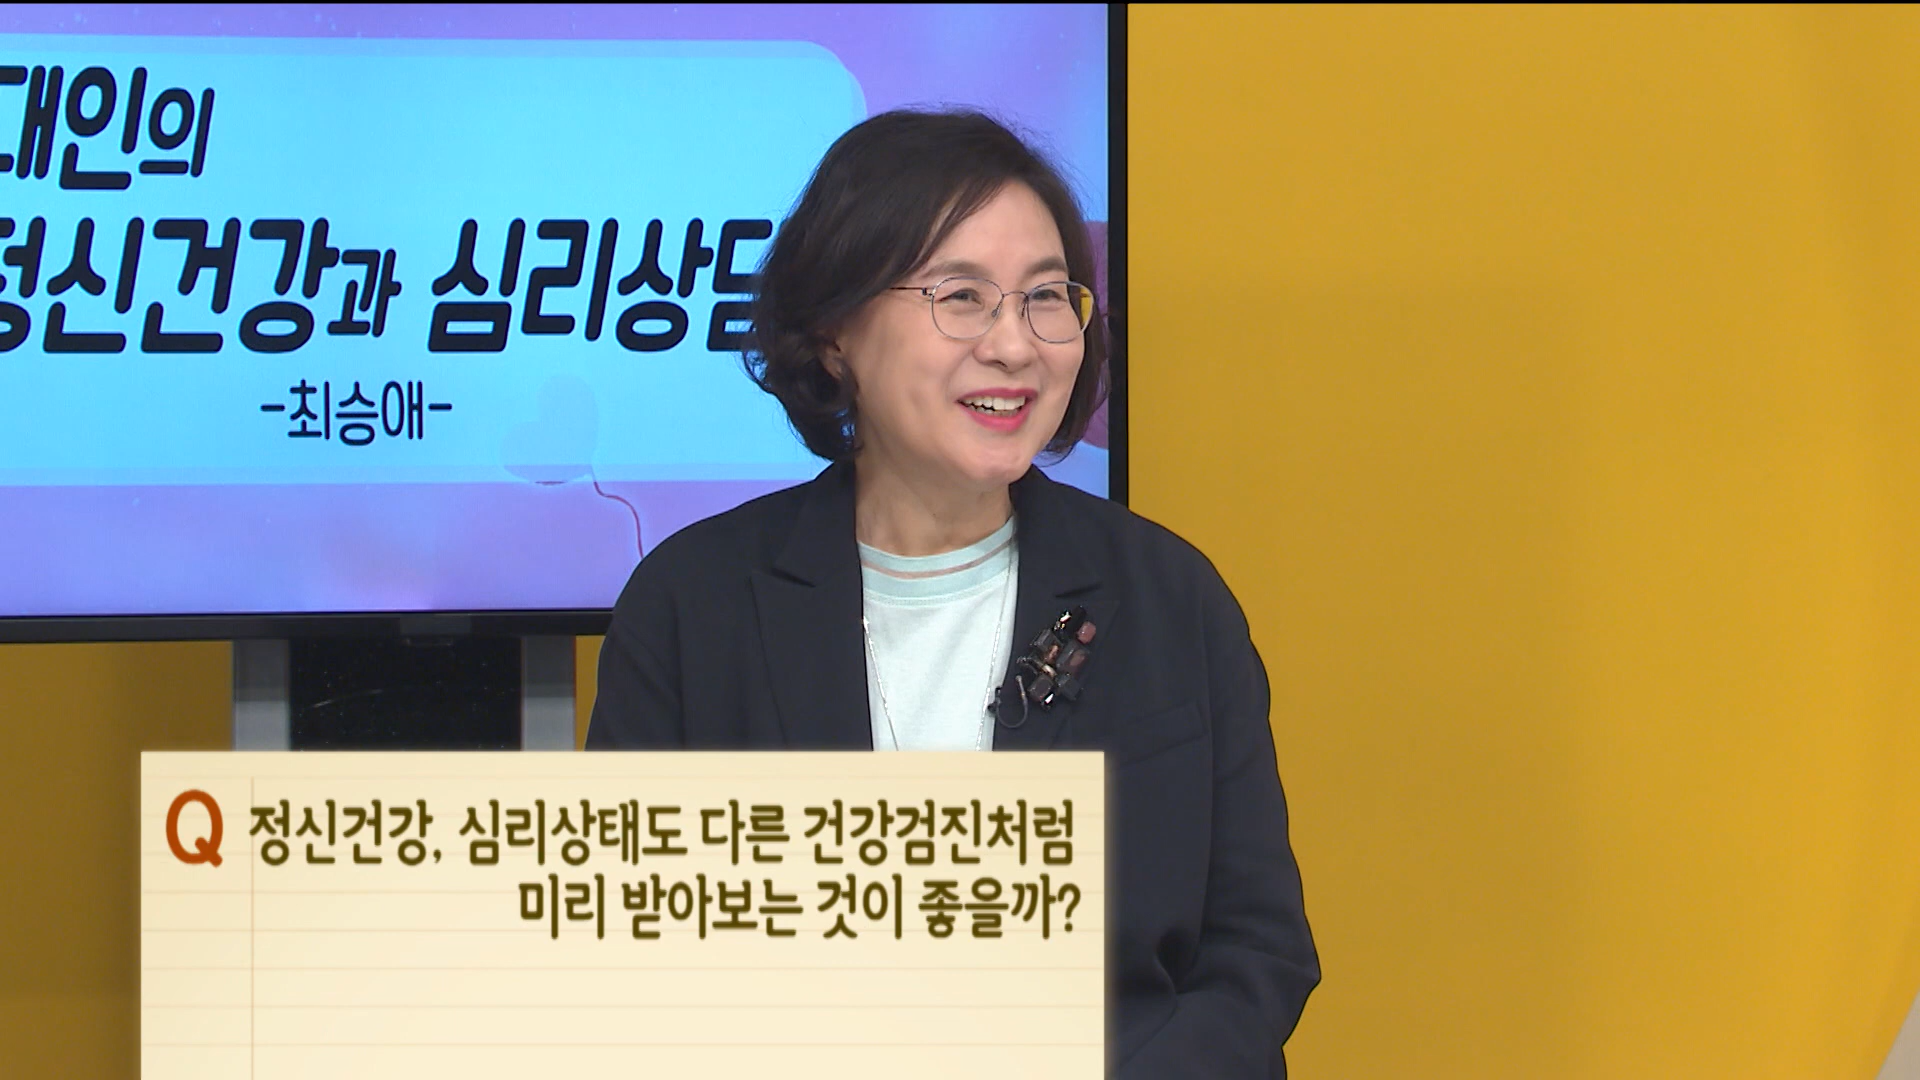 대인의
정신건강과 심리상담
-최승애-
Q 정신건강, 심리상태도 다른 건강검진처럼
미리 받아보는 것이 좋을까?